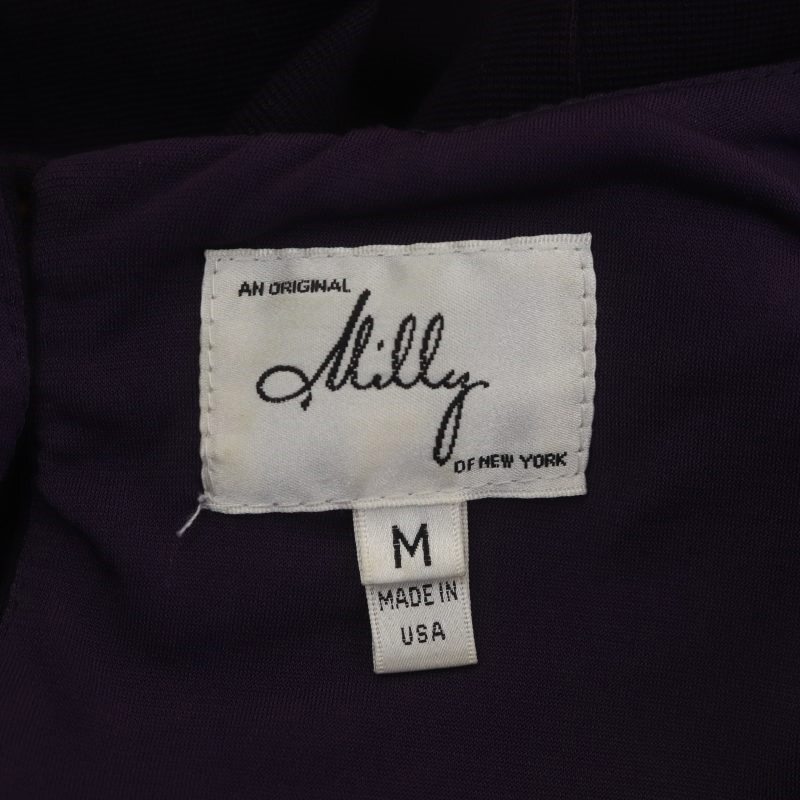 AN ORIGINAL
Milly
OF NEW YORK
M
MADE IN
USA